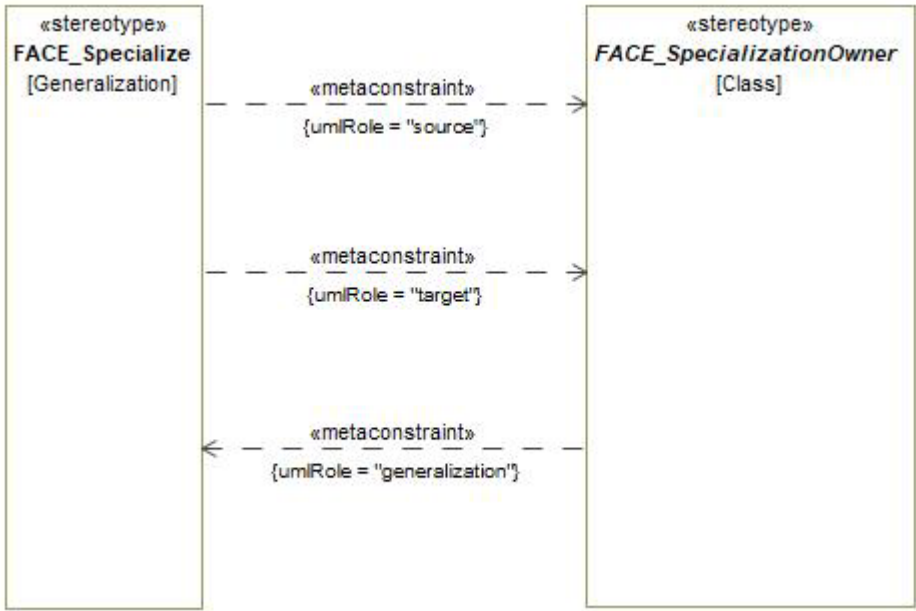 «stereotype»
FACE_Specialize
[Generalization]
«stereotype»
FACE_SpecializationOwner
[Class]
«metaconstraint»
{umlRole = "source"}
«metaconstraint»
{umlRole = "target"}
«metaconstraint»
{umlRole = "generalization"}